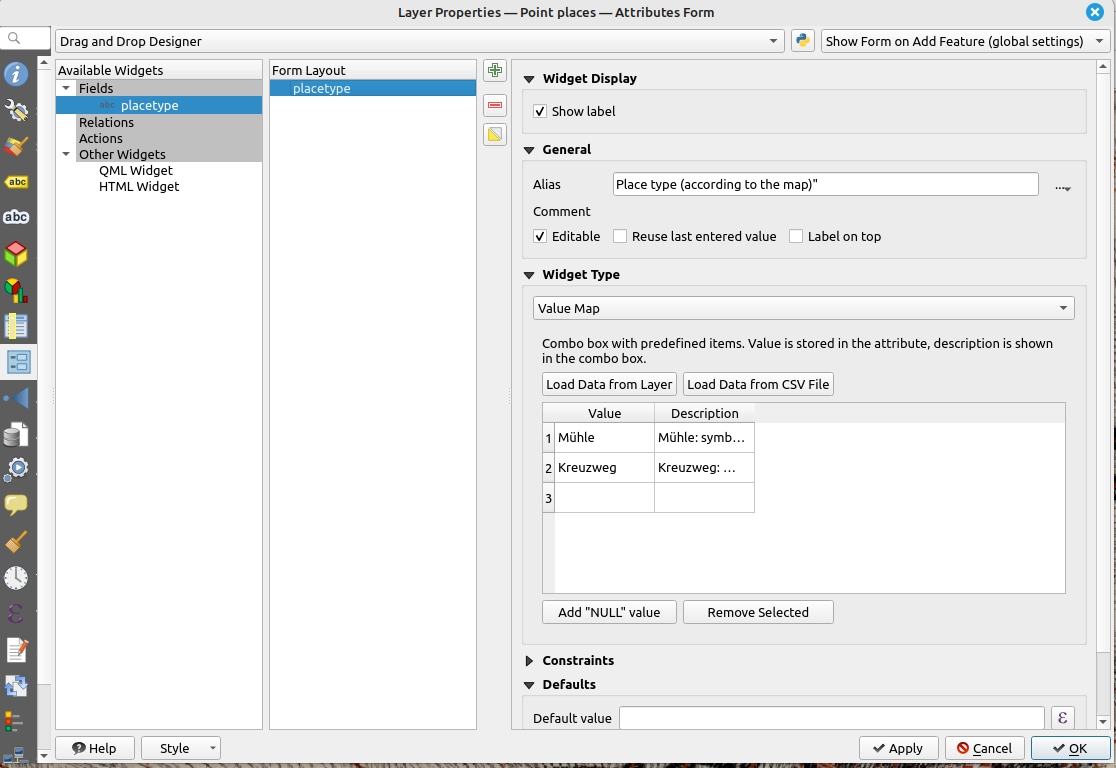 Layer Properties — Point places — Attributes Form
Drag and Drop Designer
Show Form on Add Feature (global settings)
Available Widgets
Fields
abc placetype
Relations
Actions
Other Widgets
QML Widget
HTML Widget
Form Layout
placetype
Widget Display
Show label
General
Alias
Place type (according to the map)"
...
Comment
Editable
Reuse last entered value
Label on top
Widget Type
Value Map
Combo box with predefined items. Value is stored in the attribute, description is shown
in the combo box.
Load Data from Layer
Load Data from CSV File
Value
Description
1
Mühle
Mühle: symb...
2
Kreuzweg
Kreuzweg: ...
3
Add "NULL" value
Remove Selected
Constraints
Defaults
Default value
ε
abc
abc
Help
Style
Apply
Cancel
OK